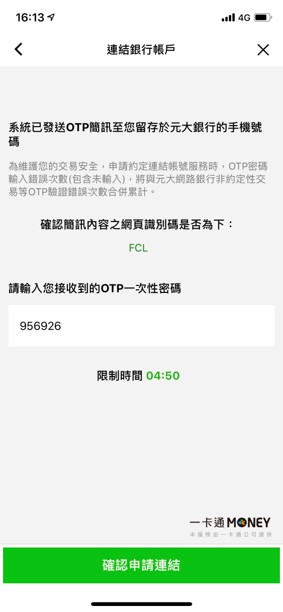 16:13 4G
連結銀行帳戶
系統已發送OTP簡訊至您留存於元大銀行的手機號
碼
為維護您的交易安全，申請約定連結帳號服務時，OTP密碼
輸入錯誤次數(包含未輸入)，將與元大網路銀行非約定性交
易等OTP驗證錯誤次數合併累計。
確認簡訊內容之網頁識別碼是否為下：
FCL
請輸入您接收到的OTP一次性密碼
956926
限制時間 04:50
一卡通 MONEY
本服務由一卡通公司提供
確認申請連結